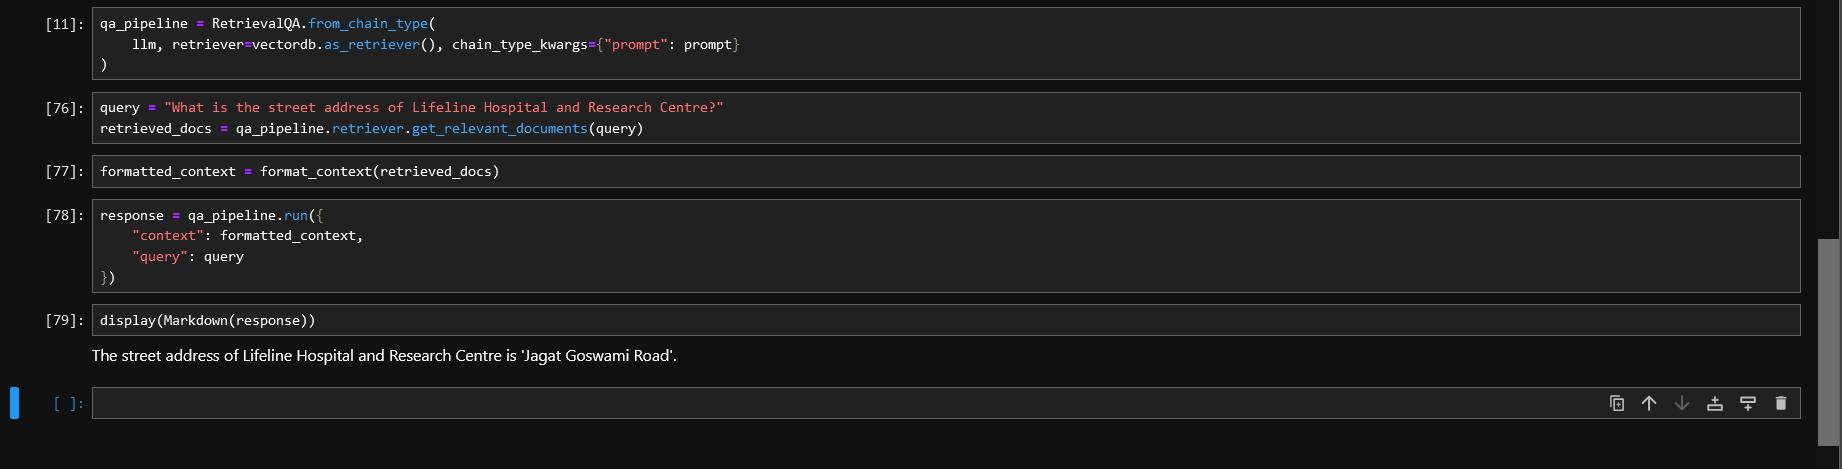 [11]:
qa_pipeline = RetrievalQA.from_chain_type(
    llm, retriever=vectordb.as_retriever(), chain_type_kwargs={"prompt": prompt}
)
[76]:
query = "What is the street address of Lifeline Hospital and Research Centre?"
retrieved_docs = qa_pipeline.retriever.get_relevant_documents(query)
[77]:
formatted_context = format_context(retrieved_docs)
[78]:
response = qa_pipeline.run({
    "context": formatted_context,
    "query": query
})
[79]:
display(Markdown(response))
The street address of Lifeline Hospital and Research Centre is 'Jagat Goswami Road'.
[ ]: